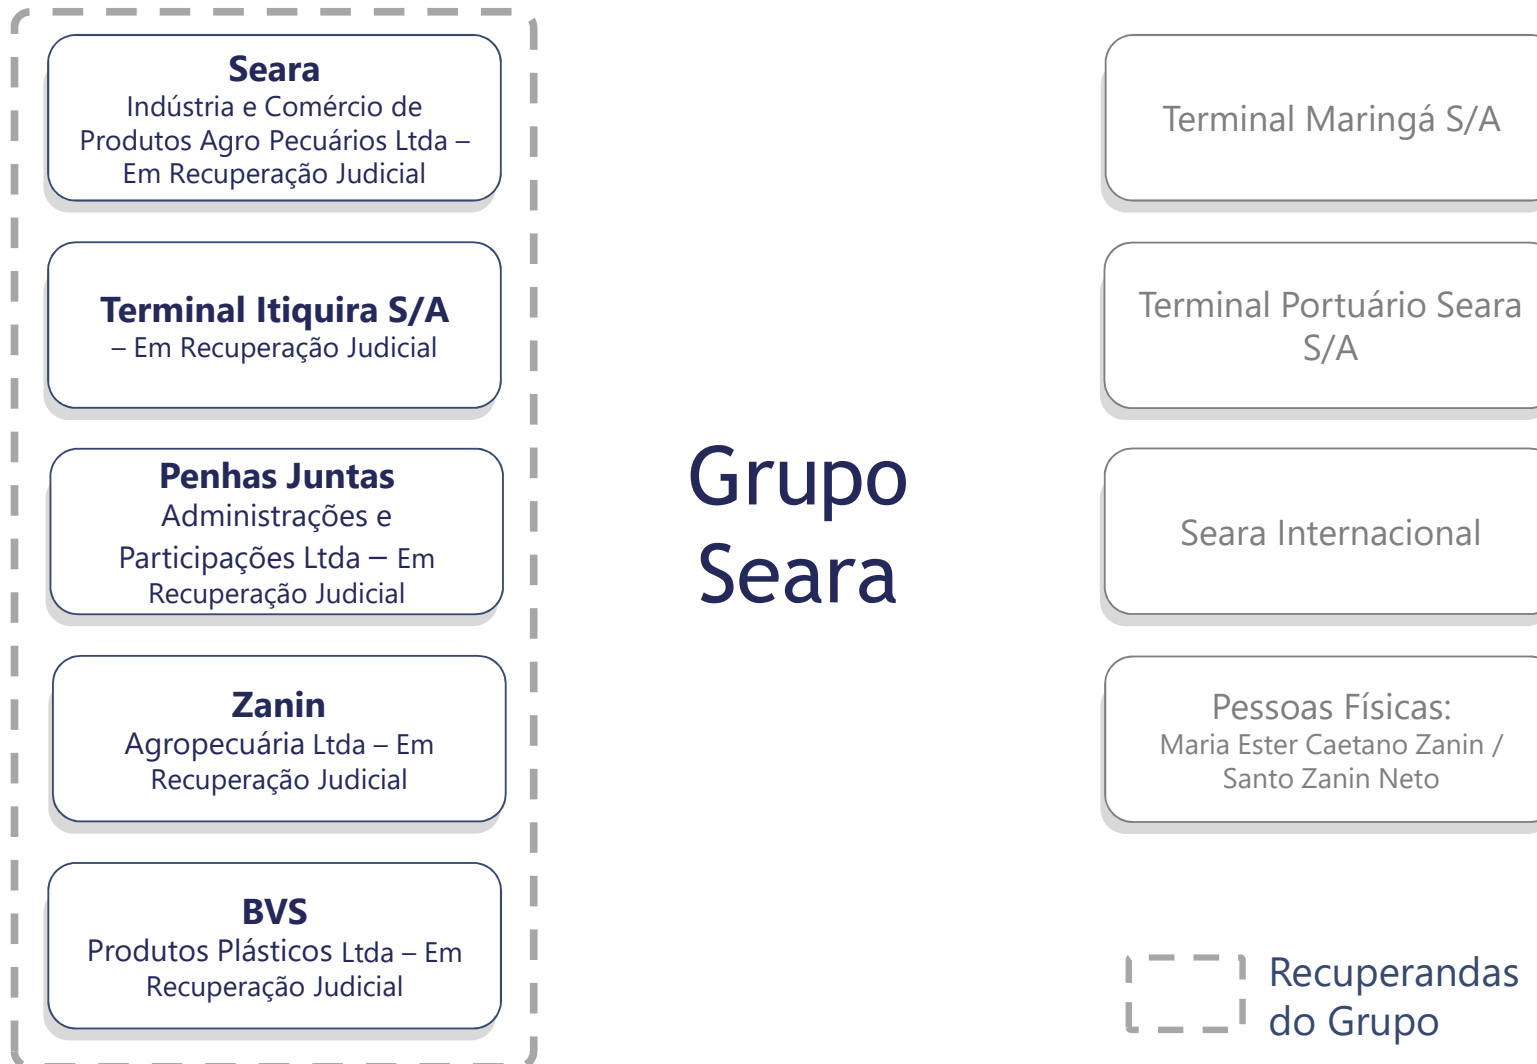 Seara
Indústria e Comércio de
Produtos Agro Pecuários Ltda –
Em Recuperação Judicial
Terminal Itiquira S/A
– Em Recuperação Judicial
Penhas Juntas
Administrações e
Participações Ltda – Em
Recuperação Judicial
Zanin
Agropecuária Ltda – Em
Recuperação Judicial
BVS
Produtos Plásticos Ltda – Em
Recuperação Judicial
Grupo
Seara
Terminal Maringá S/A
Terminal Portuário Seara
S/A
Seara Internacional
Pessoas Físicas:
Maria Ester Caetano Zanin /
Santo Zanin Neto
Recuperandas
do Grupo